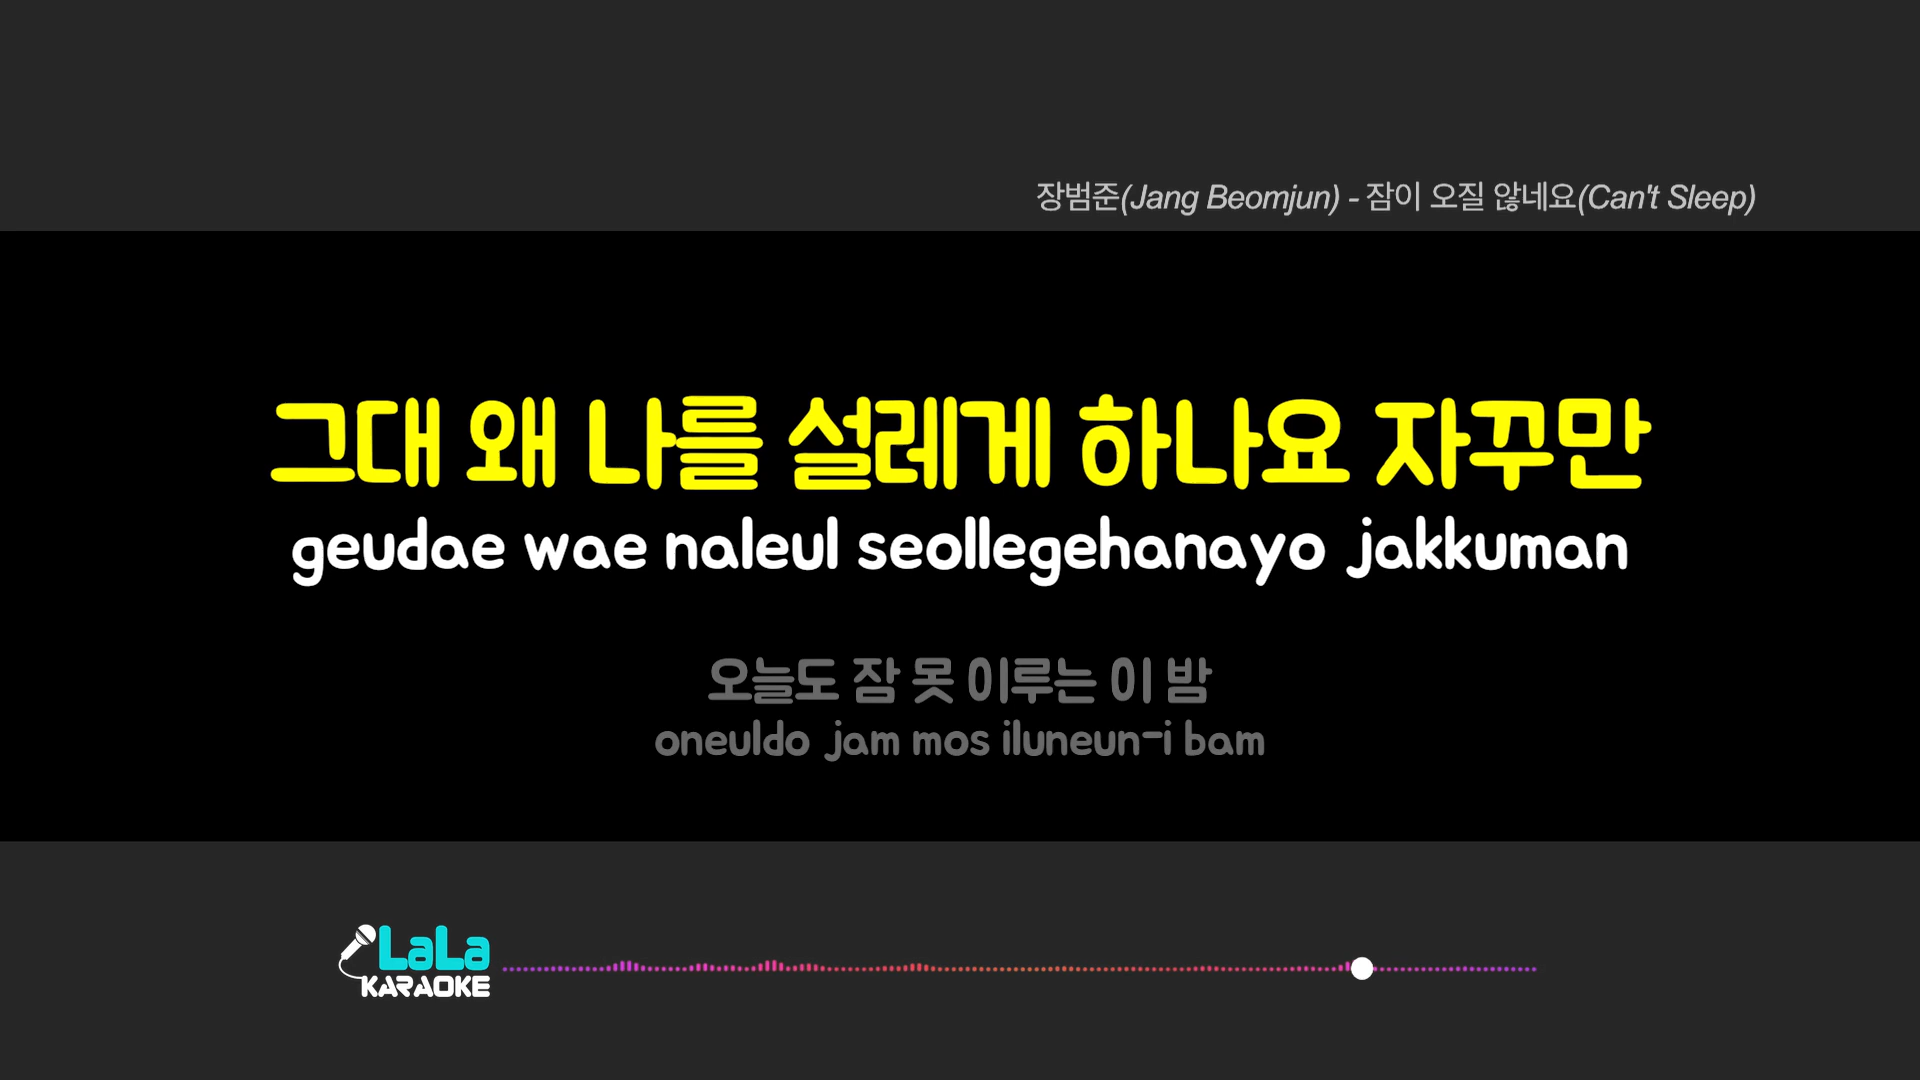 장범준(Jang Beomjun) - 잠이 오질 않네요(Can't Sleep)
그대 왜 나를 설레게 하나요 자꾸만
geudae wae naleul seollegehanayo jakkuman
오늘도 잠 못 이루는 이 밤
oneuldo jam mos iluneun-i bam
LaLa
KARAOKE